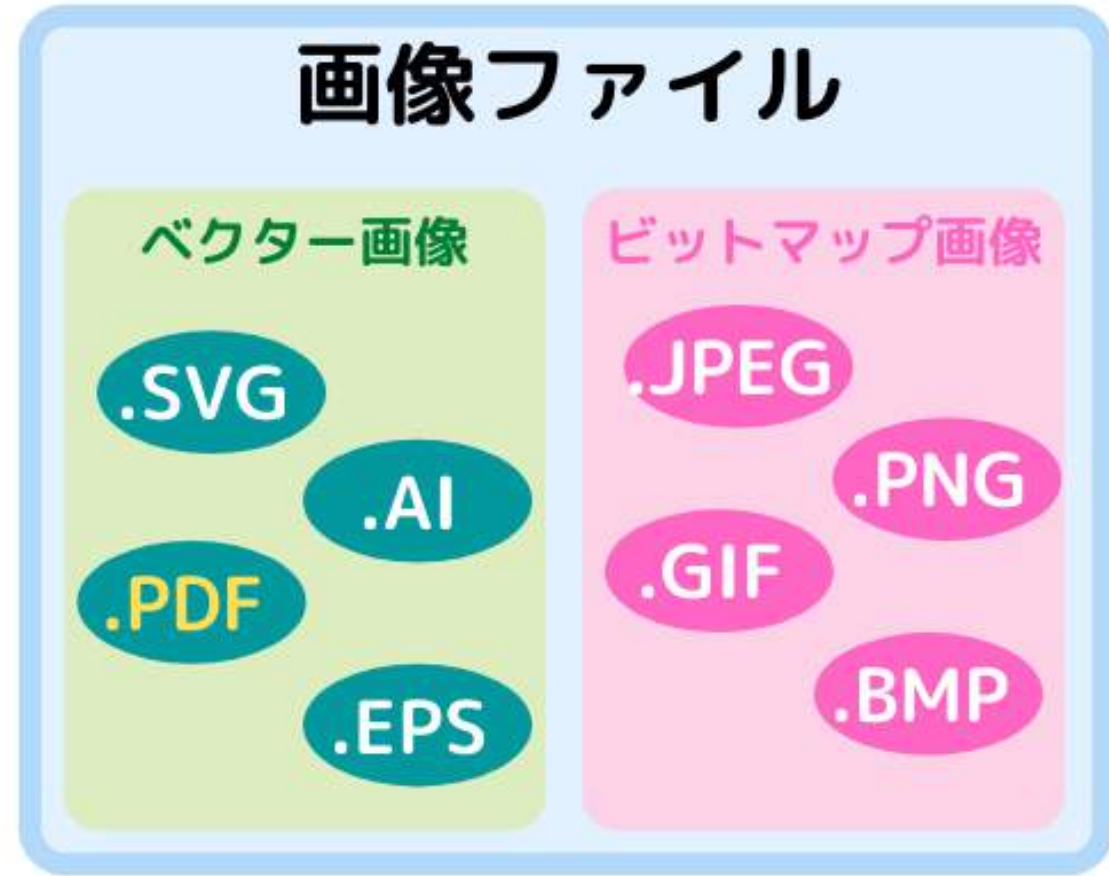 画像ファイル
ベクター画像
.SVG
.AI
.PDF
.EPS
ビットマップ画像
.JPEG
.PNG
.GIF
.BMP